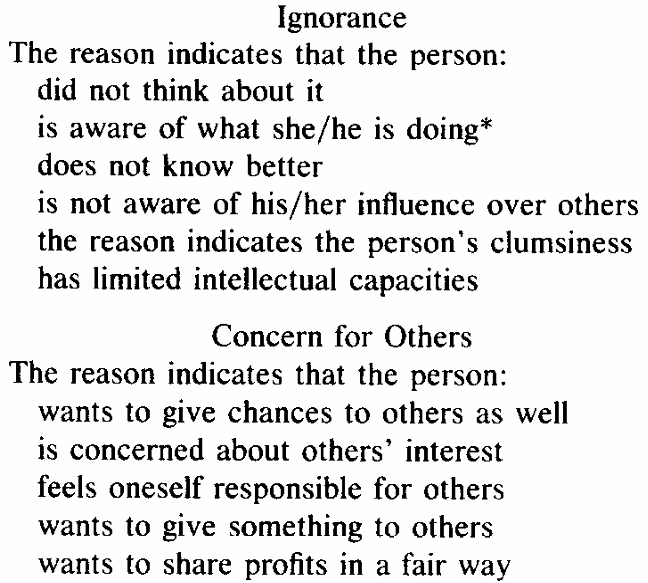 Ignorance
The reason indicates that the person:
did not think about it
is aware of what she/he is doing*
does not know better
is not aware of his/her influence over others
the reason indicates the person's clumsiness
has limited intellectual capacities
Concern for Others
The reason indicates that the person:
wants to give chances to others as well
is concerned about others' interest
feels oneself responsible for others
wants to give something to others
wants to share profits in a fair way